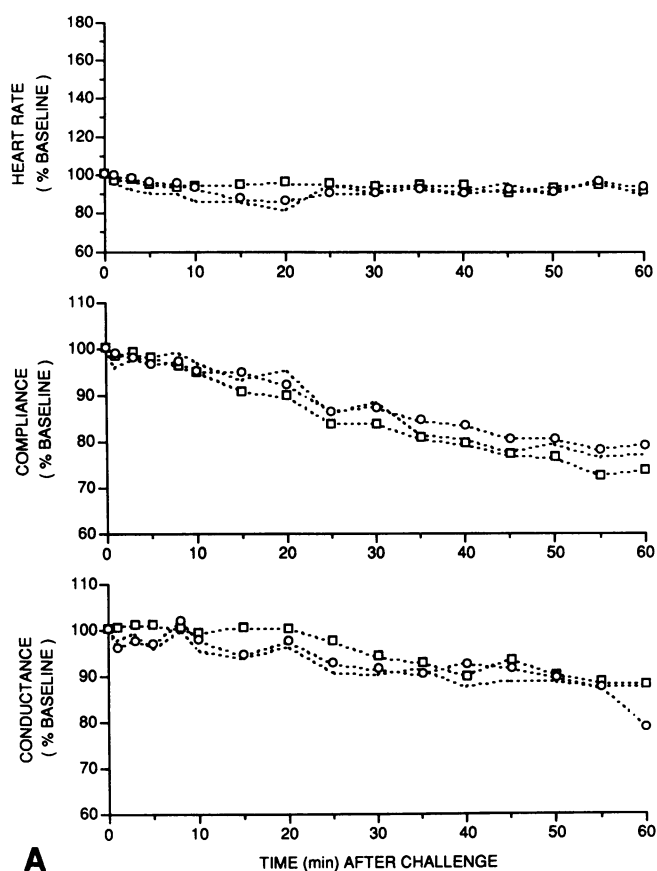 HEART RATE
( % BASELINE )
180
160
140
120
100
80
60
0 10 20 30 40 50 60
COMPLIANCE
( % BASELINE )
110
100
90
80
70
60
0 10 20 30 40 50 60
CONDUCTANCE
( % BASELINE )
110
100
90
80
70
60
0 10 20 30 40 50 60
A
TIME (min) AFTER CHALLENGE